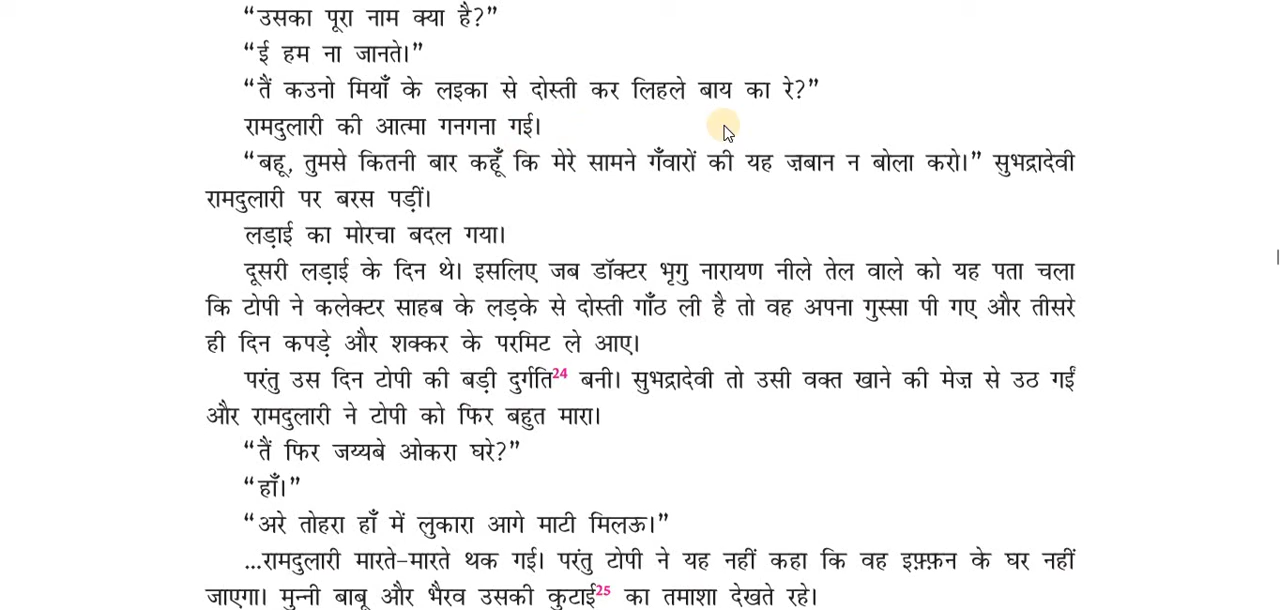 “उसका पूरा नाम क्या है?”
“ई हम ना जानते।”
“तैं कउनो मियाँ के लइका से दोस्ती कर लिहले बाय का रे?”
रामदुलारी की आत्मा गनगना गई।
“बहू, तुमसे कितनी बार कहूँ कि मेरे सामने गँवारों की यह ज़बान न बोला करो।” सुभद्रादेवी
रामदुलारी पर बरस पड़ीं।
लड़ाई का मोरचा बदल गया।
दूसरी लड़ाई के दिन थे। इसलिए जब डॉक्टर भृगु नारायण नीले तेल वाले को यह पता चला
कि टोपी ने कलेक्टर साहब के लड़के से दोस्ती गाँठ ली है तो वह अपना गुस्सा पी गए और तीसरे
ही दिन कपड़े और शक्कर के परमिट ले आए।
परंतु उस दिन टोपी की बड़ी दुर्गति24 बनी। सुभद्रादेवी तो उसी वक्त खाने की मेज़ से उठ गईं
और रामदुलारी ने टोपी को फिर बहुत मारा।
“तैं फिर जय्यबे ओकरा घरे?”
“हाँ।”
“अरे तोहरा हाँ में लुकारा आगे माटी मिलऊ।”
...रामदुलारी मारते-मारते थक गई। परंतु टोपी ने यह नहीं कहा कि वह इफ़्फ़न के घर नहीं
जाएगा। मुन्नी बाबू और भैरव उसकी कुटाई25 का तमाशा देखते रहे।